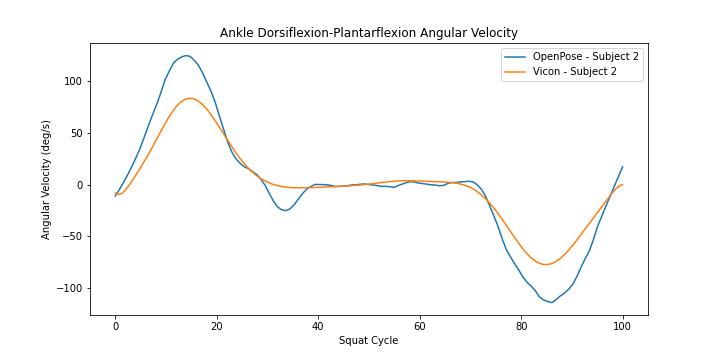 Ankle Dorsiflexion-Plantarflexion Angular Velocity
OpenPose - Subject 2
Vicon - Subject 2
Angular Velocity (deg/s)
100
50
0
−50
−100
0 20 40 60 80 100
Squat Cycle